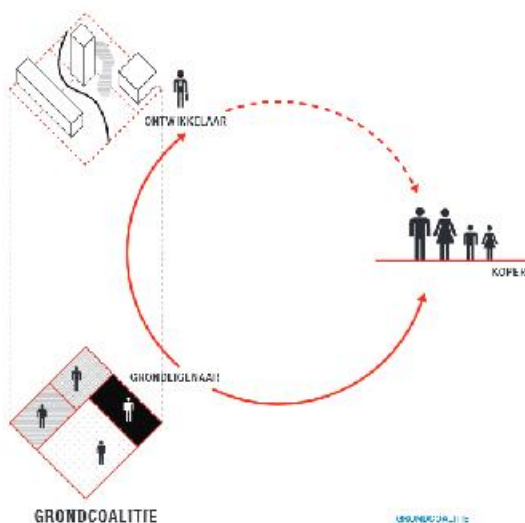 ONTWIKKELAAR
KOPER
GRONDEIGENAAR
GRONDCOALITIE
GRONDCOALITIE